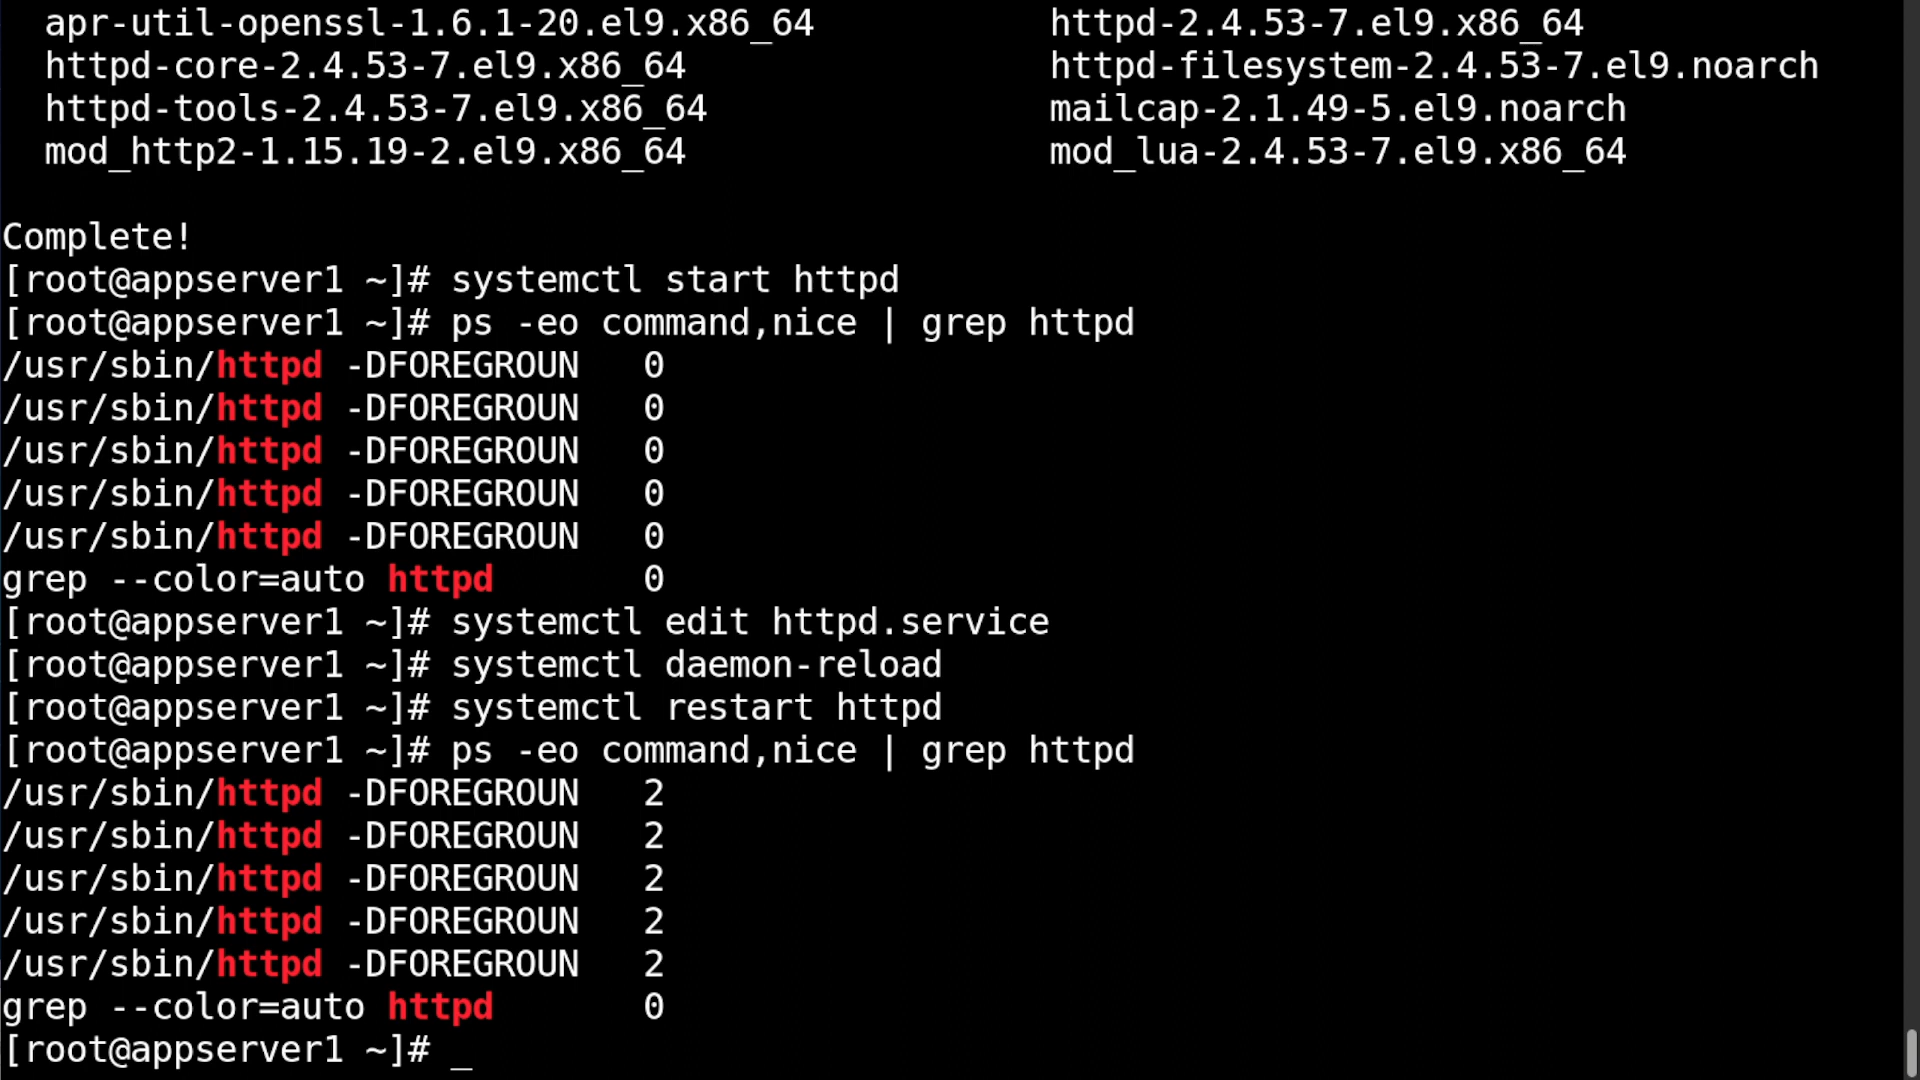 apr-util-openssl-1.6.1-20.el9.x86_64 httpd-2.4.53-7.el9.x86_64
httpd-core-2.4.53-7.el9.x86_64 httpd-filesystem-2.4.53-7.el9.noarch
httpd-tools-2.4.53-7.el9.x86_64 mailcap-2.1.49-5.el9.noarch
mod_http2-1.15.19-2.el9.x86_64 mod_lua-2.4.53-7.el9.x86_64
Complete!
[root@appserver1 ~]# systemctl start httpd
[root@appserver1 ~]# ps -eo command,nice | grep httpd
/usr/sbin/httpd -DFOREGROUN 0
/usr/sbin/httpd -DFOREGROUN 0
/usr/sbin/httpd -DFOREGROUN 0
/usr/sbin/httpd -DFOREGROUN 0
/usr/sbin/httpd -DFOREGROUN 0
grep --color=auto httpd 0
[root@appserver1 ~]# systemctl edit httpd.service
[root@appserver1 ~]# systemctl daemon-reload
[root@appserver1 ~]# systemctl restart httpd
[root@appserver1 ~]# ps -eo command,nice | grep httpd
/usr/sbin/httpd -DFOREGROUN 2
/usr/sbin/httpd -DFOREGROUN 2
/usr/sbin/httpd -DFOREGROUN 2
/usr/sbin/httpd -DFOREGROUN 2
/usr/sbin/httpd -DFOREGROUN 2
grep --color=auto httpd 0
[root@appserver1 ~]# _